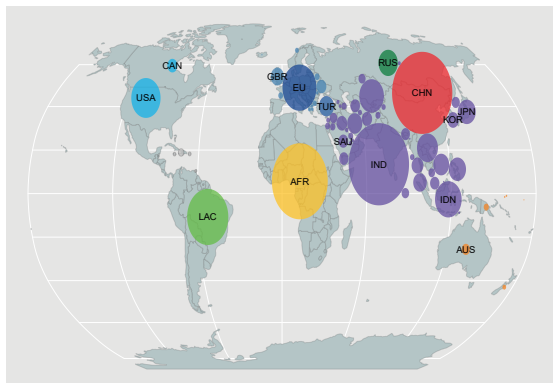 RUS
CAN
GBR
EU
CHN
USA
TUR
JPN
KOR
SAU
IND
AFR
IDN
LAC
AUS